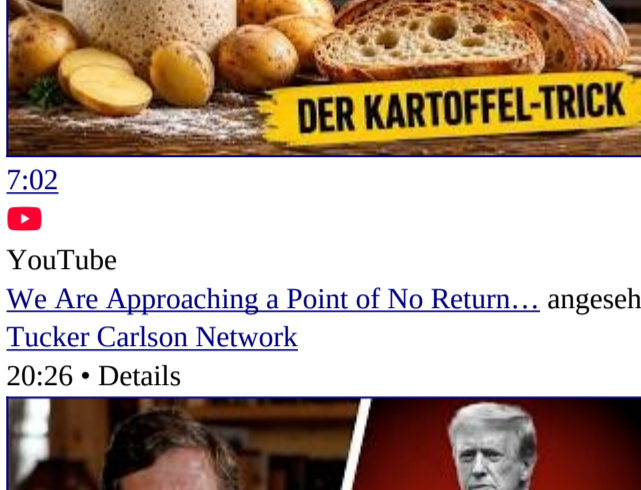 DER KARTOFFEL-TRICK
7:02
YouTube
We Are Approaching a Point of No Return… angeseh
Tucker Carlson Network
20:26 • Details